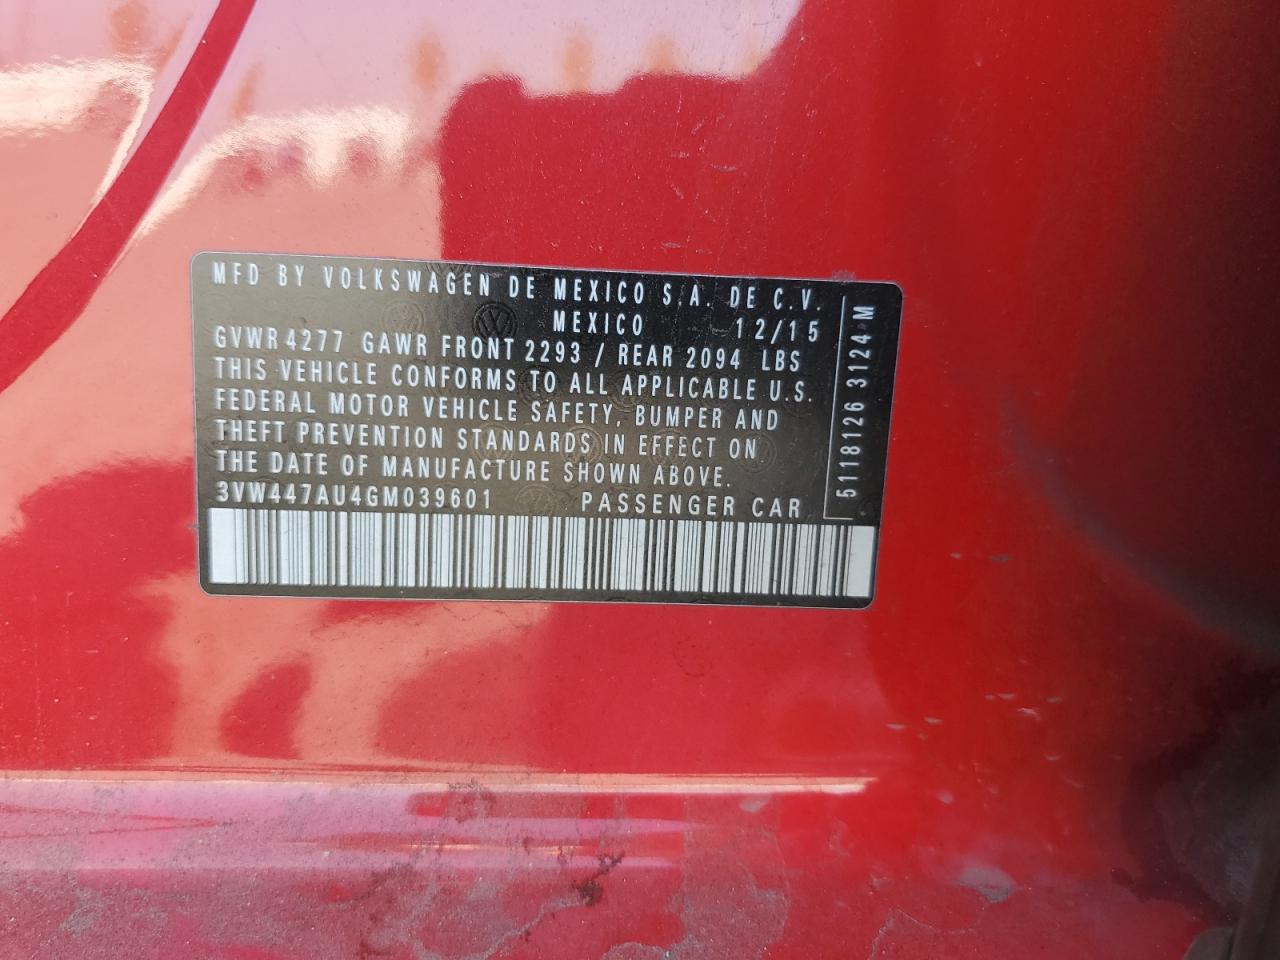 MFD BY VOLKSWAGEN DE MEXICO S.A. DE C.V.
MEXICO 12/15
GVWR 4277 GAWR FRONT 2293 / REAR 2094 LBS
THIS VEHICLE CONFORMS TO ALL APPLICABLE U.S.
FEDERAL MOTOR VEHICLE SAFETY, BUMPER AND
THEFT PREVENTION STANDARDS IN EFFECT ON
THE DATE OF MANUFACTURE SHOWN ABOVE.
3VW447AU4GM039601 PASSENGER CAR
5118126 3124 M